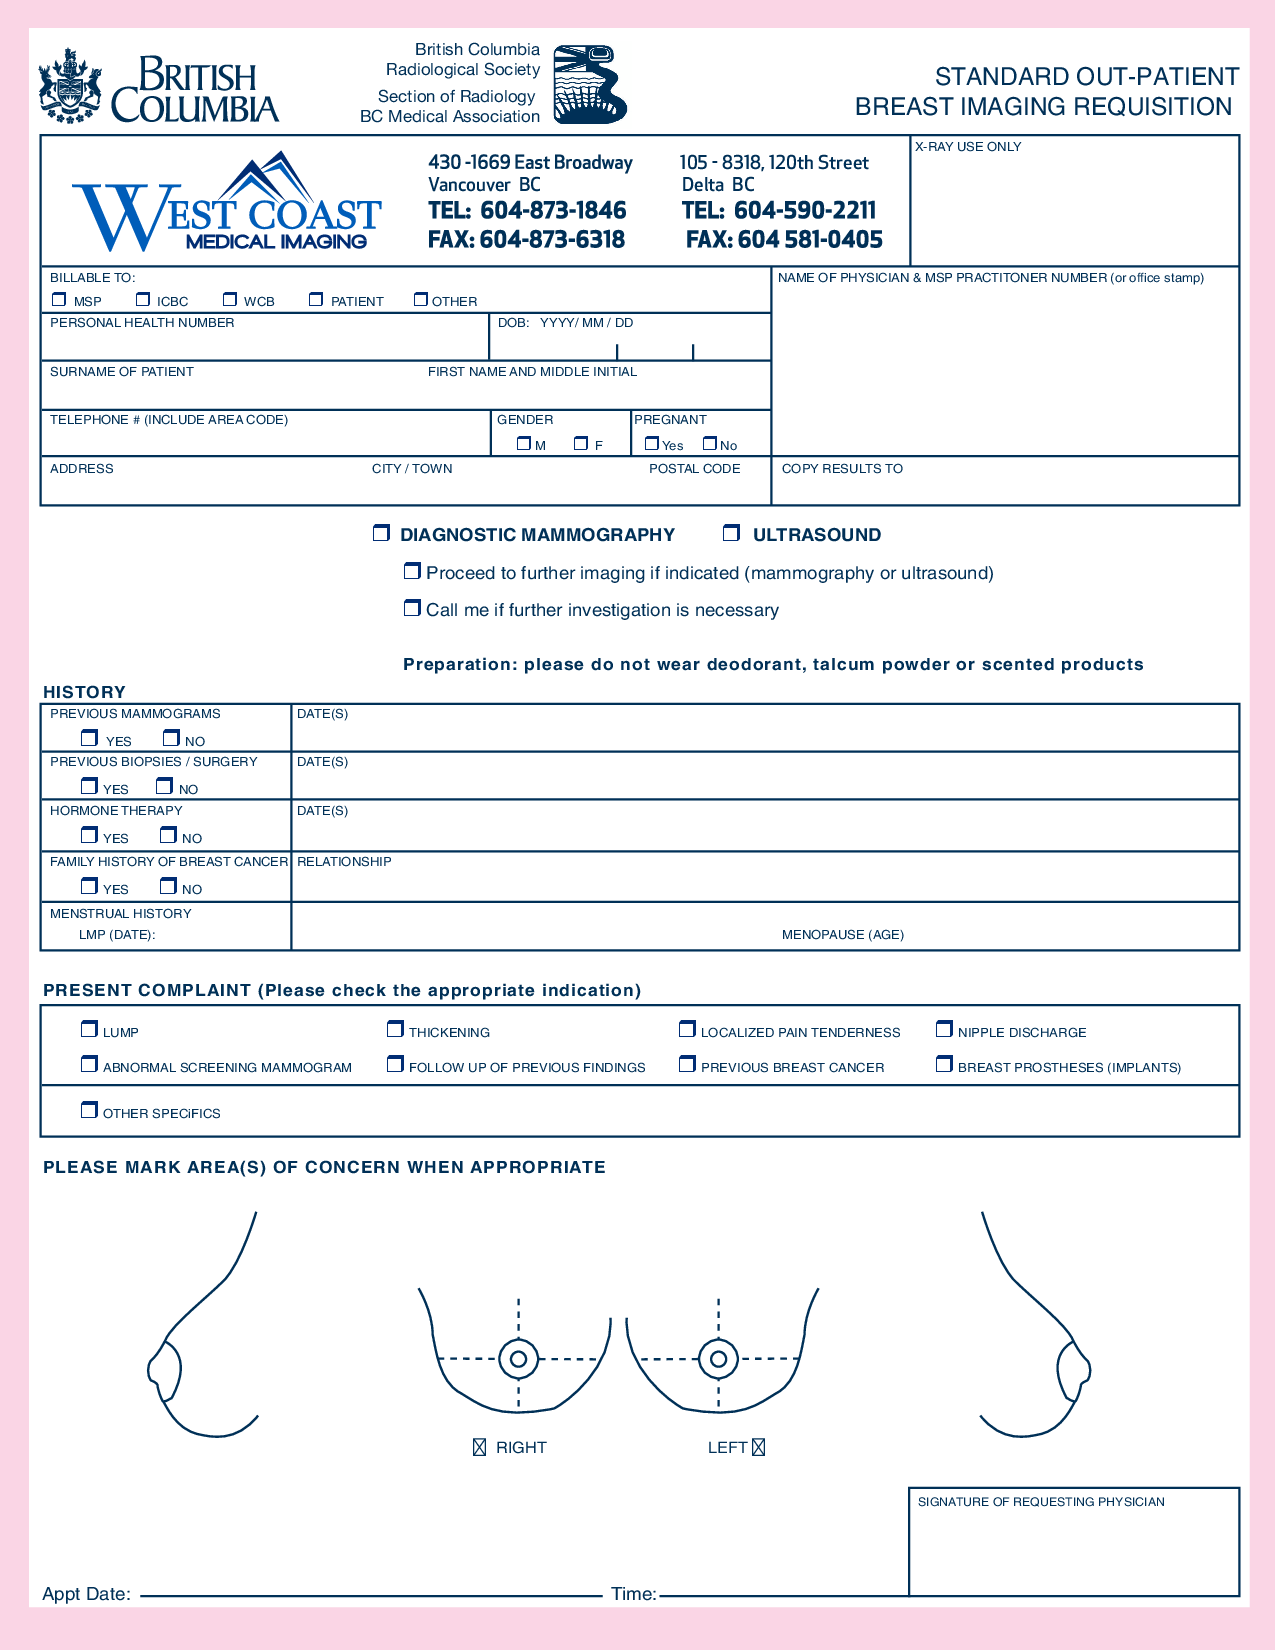 BRITISH
COLUMBIA
British Columbia
Radiological Society
Section of Radiology
BC Medical Association
STANDARD OUT-PATIENT
BREAST IMAGING REQUISITION
WEST COAST
MEDICAL IMAGING
430 -1669 East Broadway
Vancouver BC
TEL: 604-873-1846
FAX: 604-873-6318
105 - 8318, 120th Street
Delta BC
TEL: 604-590-2211
FAX: 604 581-0405
X-RAY USE ONLY
BILLABLE TO:
MSP ICBC WCB PATIENT OTHER
NAME OF PHYSICIAN & MSP PRACTITONER NUMBER (or office stamp)
PERSONAL HEALTH NUMBER DOB: YYYY/ MM / DD
SURNAME OF PATIENT FIRST NAME AND MIDDLE INITIAL
TELEPHONE # (INCLUDE AREA CODE) GENDER PREGNANT
M F Yes No
ADDRESS CITY / TOWN POSTAL CODE COPY RESULTS TO
DIAGNOSTIC MAMMOGRAPHY ULTRASOUND
Proceed to further imaging if indicated (mammography or ultrasound)
Call me if further investigation is necessary
Preparation: please do not wear deodorant, talcum powder or scented products
HISTORY
PREVIOUS MAMMOGRAMS DATE(S)
YES NO
PREVIOUS BIOPSIES / SURGERY DATE(S)
YES NO
HORMONE THERAPY DATE(S)
YES NO
FAMILY HISTORY OF BREAST CANCER RELATIONSHIP
YES NO
MENSTRUAL HISTORY
LMP (DATE): MENOPAUSE (AGE)
PRESENT COMPLAINT (Please check the appropriate indication)
LUMP THICKENING LOCALIZED PAIN TENDERNESS NIPPLE DISCHARGE
ABNORMAL SCREENING MAMMOGRAM FOLLOW UP OF PREVIOUS FINDINGS PREVIOUS BREAST CANCER BREAST PROSTHESES (IMPLANTS)
OTHER SPECiFICS
PLEASE MARK AREA(S) OF CONCERN WHEN APPROPRIATE
RIGHT LEFT
SIGNATURE OF REQUESTING PHYSICIAN
Appt Date: Time: